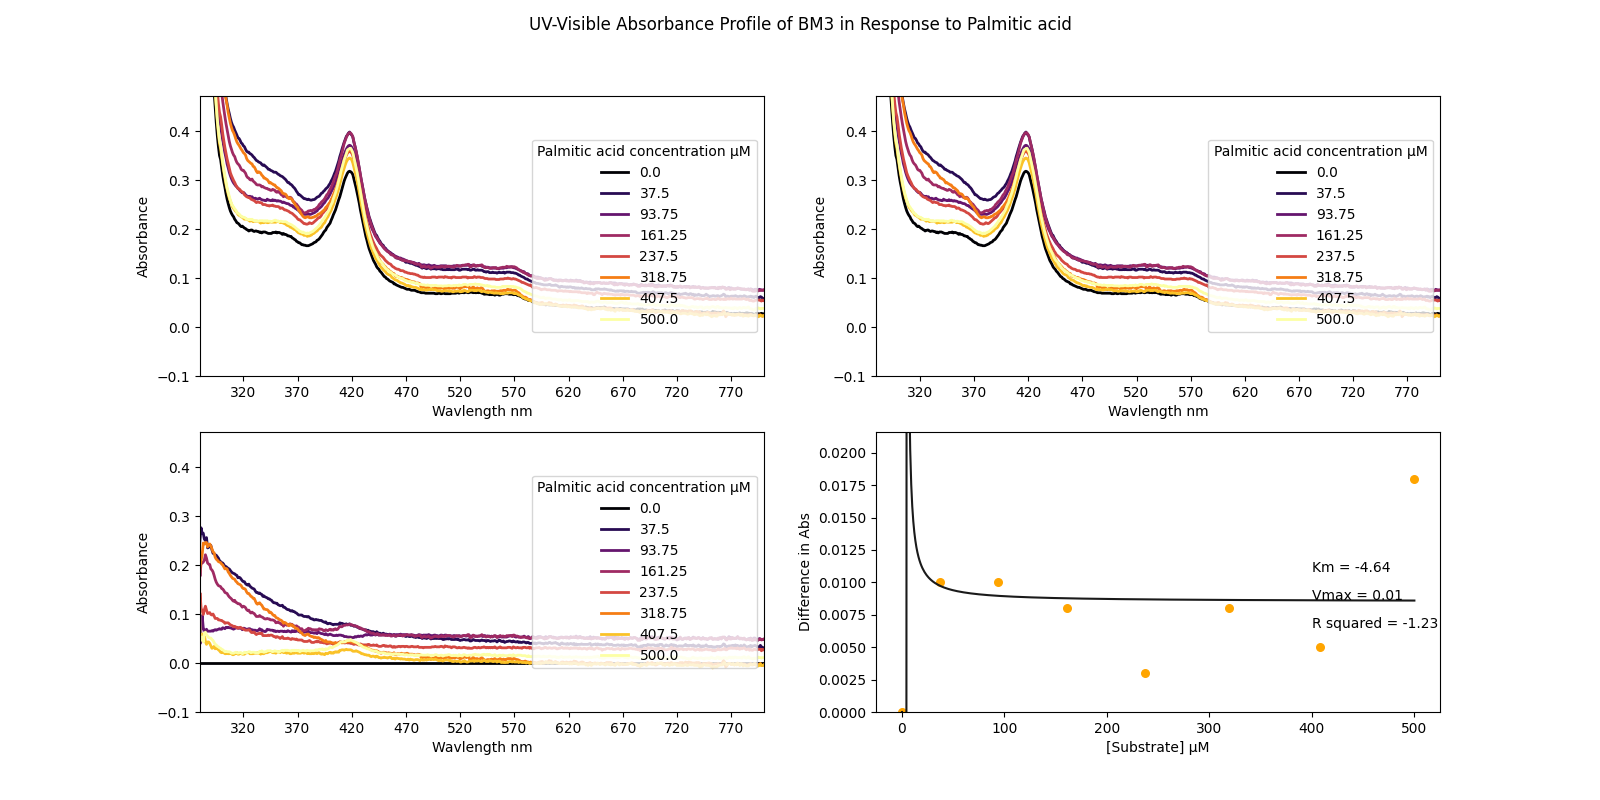 UV-Visible Absorbance Profile of BM3 in Response to Palmitic acid
Absorbance
0.4
0.3
0.2
0.1
0.0
−0.1
320 370 420 470 520 570 620 670 720 770
Wavlength nm
Palmitic acid concentration μM
0.0
37.5
93.75
161.25
237.5
318.75
407.5
500.0
Absorbance
0.4
0.3
0.2
0.1
0.0
−0.1
320 370 420 470 520 570 620 670 720 770
Wavlength nm
Palmitic acid concentration μM
0.0
37.5
93.75
161.25
237.5
318.75
407.5
500.0
Absorbance
0.4
0.3
0.2
0.1
0.0
−0.1
320 370 420 470 520 570 620 670 720 770
Wavlength nm
Palmitic acid concentration μM
0.0
37.5
93.75
161.25
237.5
318.75
407.5
500.0
Difference in Abs
0.0200
0.0175
0.0150
0.0125
0.0100
0.0075
0.0050
0.0025
0.0000
0 100 200 300 400 500
[Substrate] μM
Km = -4.64
Vmax = 0.01
R squared = -1.23